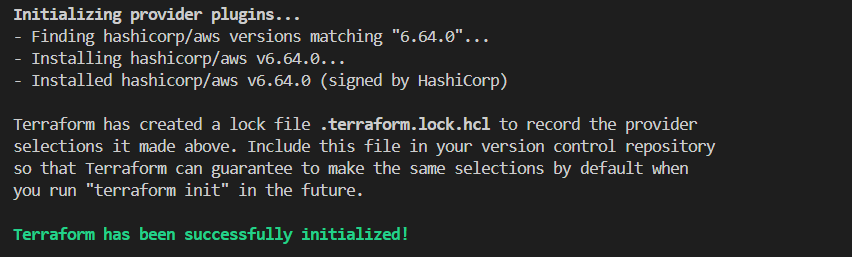 Initializing provider plugins...
- Finding hashicorp/aws versions matching "6.64.0"...
- Installing hashicorp/aws v6.64.0...
- Installed hashicorp/aws v6.64.0 (signed by HashiCorp)
Terraform has created a lock file .terraform.lock.hcl to record the provider
selections it made above. Include this file in your version control repository
so that Terraform can guarantee to make the same selections by default when
you run "terraform init" in the future.
Terraform has been successfully initialized!